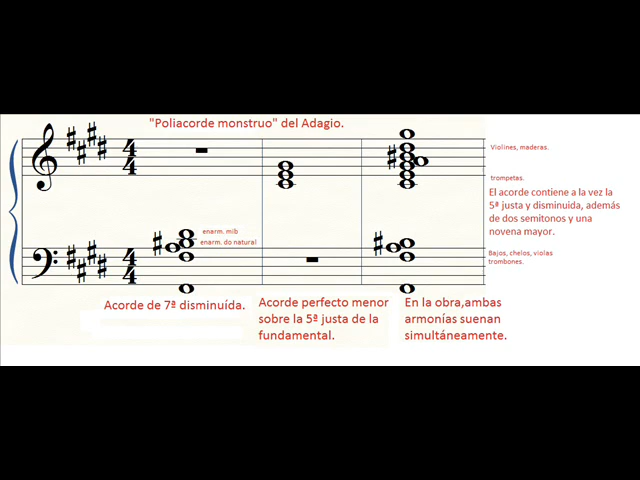 "Poliacorde monstruo" del Adagio.
Violines, maderas.
trompetas.
El acorde contiene a la vez la
5ª justa y disminuida, además
de dos semitonos y una
novena mayor.
enarm. mib
enarm. do natural
Bajos, chelos, violas
trombones.
Acorde de 7ª disminuída.
Acorde perfecto menor
sobre la 5ª justa de la
fundamental.
En la obra,ambas
armonías suenan
simultáneamente.